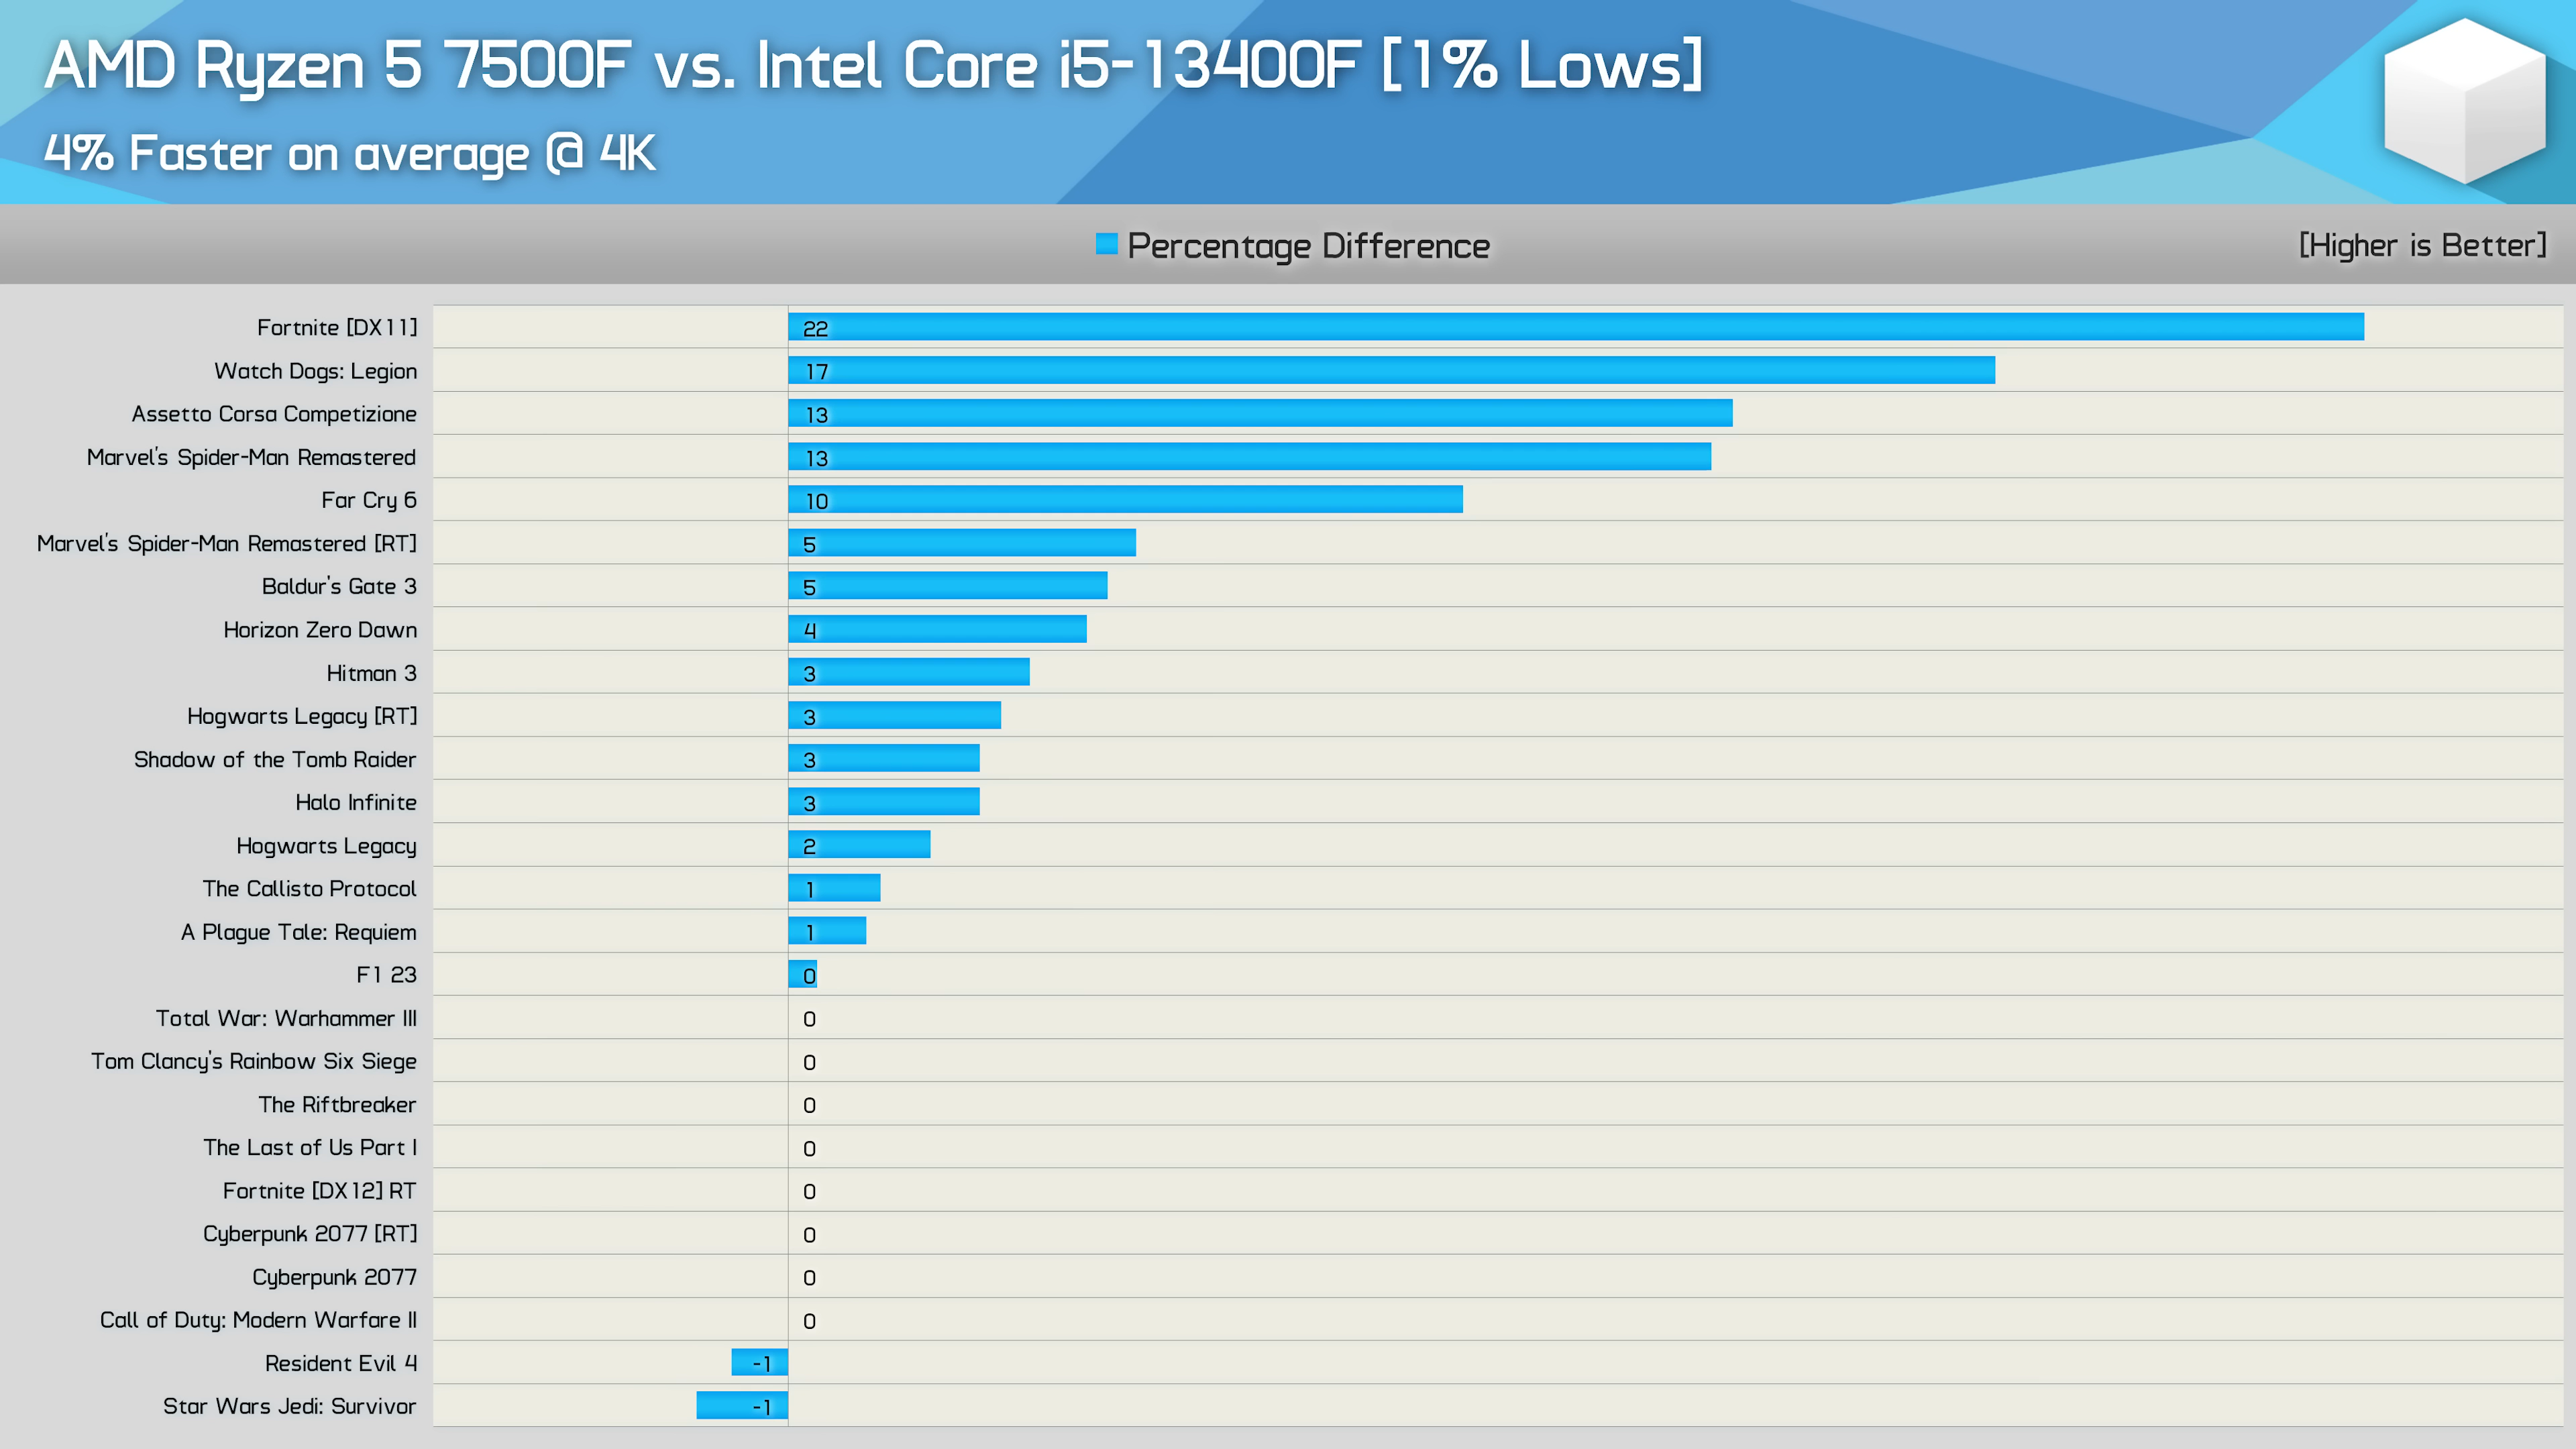 AMD Ryzen 5 7500F vs. Intel Core i5-13400F [1% Lows]
4% Faster on average @ 4K
Percentage Difference
[Higher is Better]
Fortnite [DX11] 22
Watch Dogs: Legion 17
Assetto Corsa Competizione 13
Marvel's Spider-Man Remastered 13
Far Cry 6 10
Marvel's Spider-Man Remastered [RT] 5
Baldur's Gate 3 5
Horizon Zero Dawn 4
Hitman 3 3
Hogwarts Legacy [RT] 3
Shadow of the Tomb Raider 3
Halo Infinite 3
Hogwarts Legacy 2
The Callisto Protocol 1
A Plague Tale: Requiem 1
F1 23 0
Total War: Warhammer III 0
Tom Clancy's Rainbow Six Siege 0
The Riftbreaker 0
The Last of Us Part I 0
Fortnite [DX12] RT 0
Cyberpunk 2077 [RT] 0
Cyberpunk 2077 0
Call of Duty: Modern Warfare II 0
Resident Evil 4 -1
Star Wars Jedi: Survivor -1